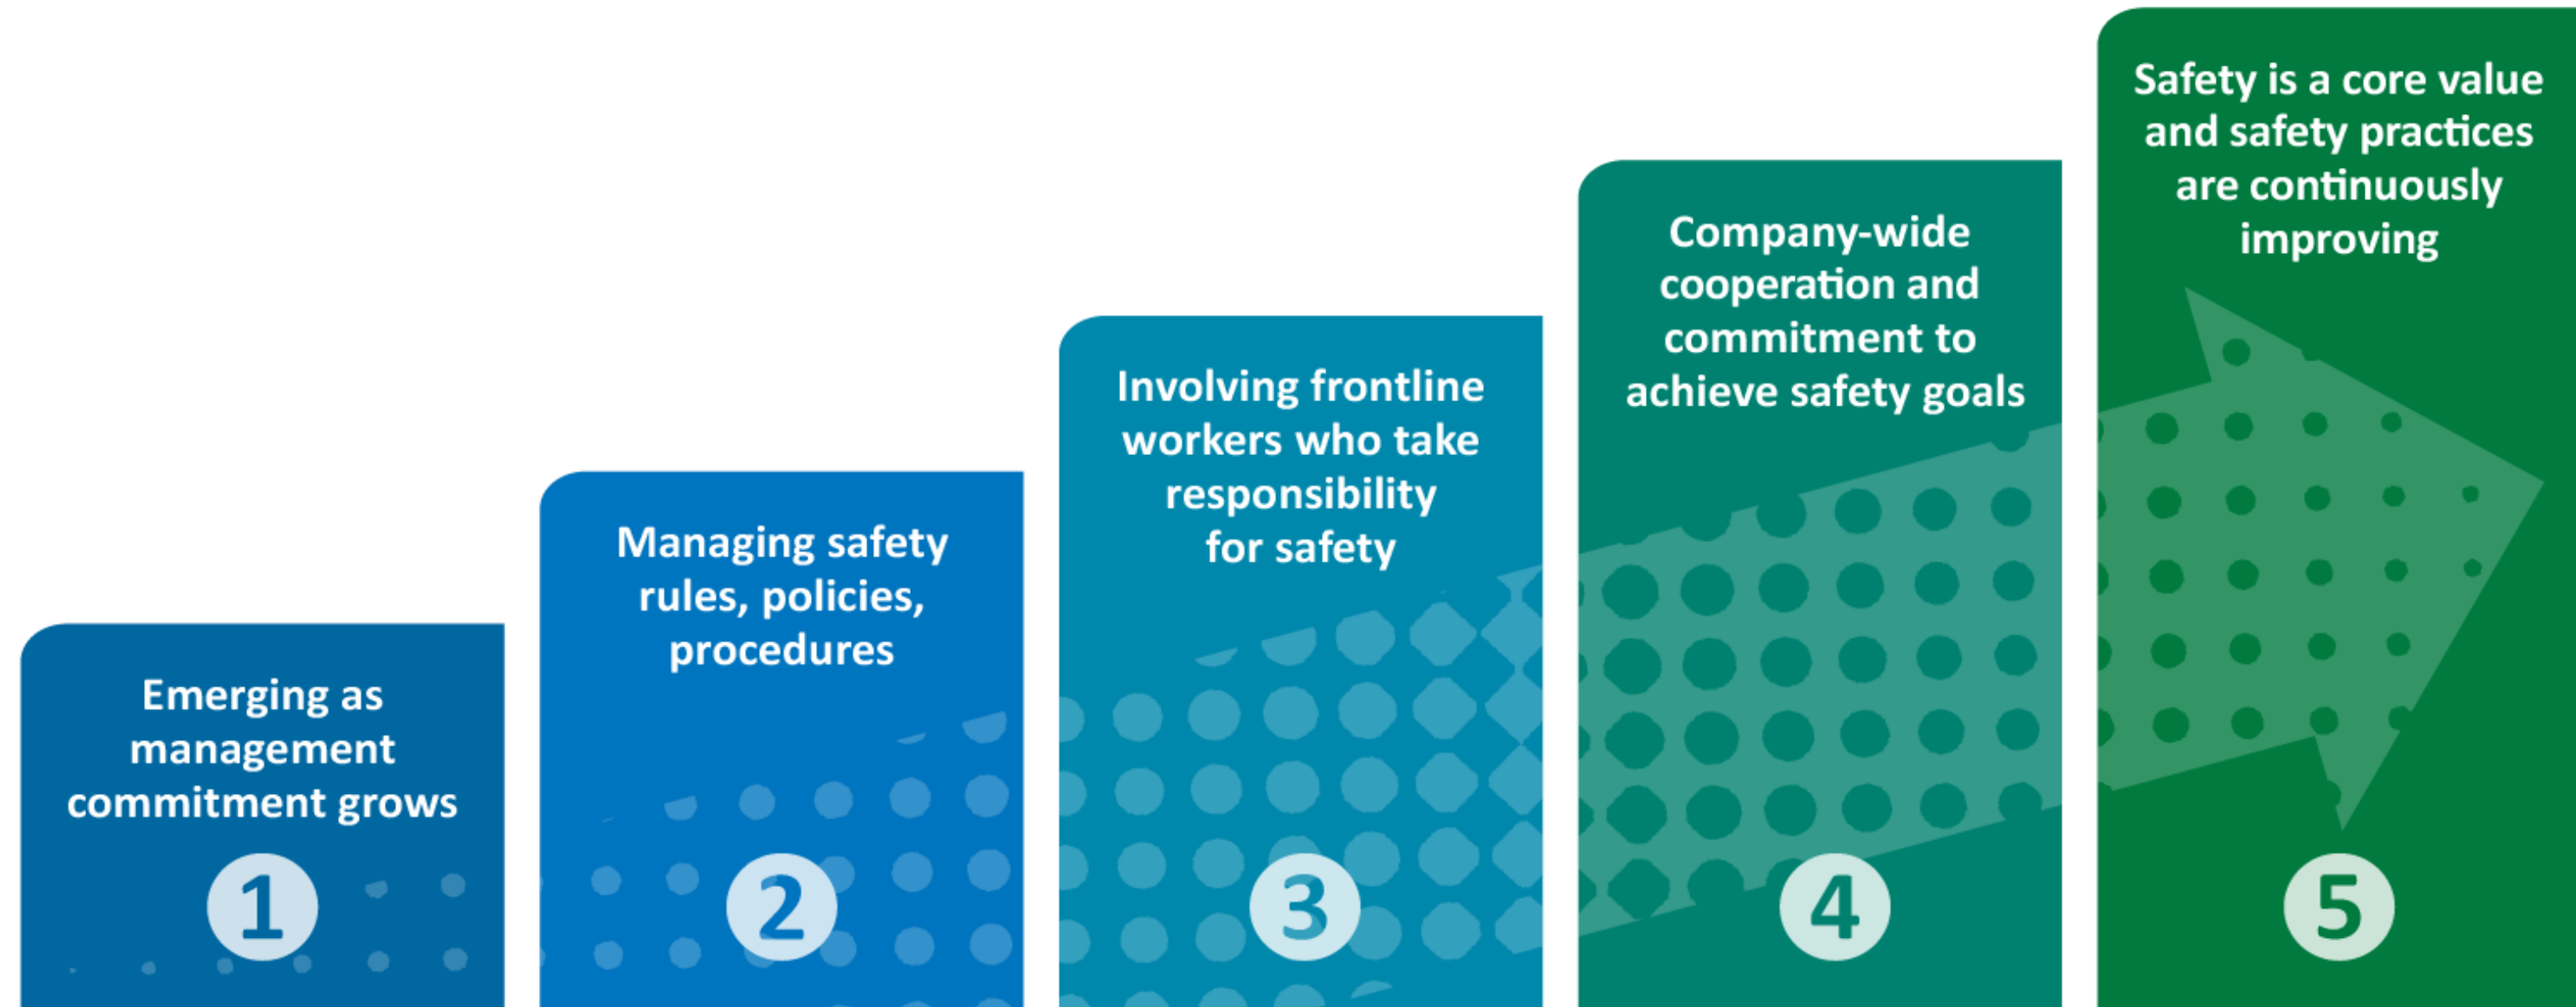 Emerging as
management
commitment grows
1
Managing safety
rules, policies,
procedures
2
Involving frontline
workers who take
responsibility
for safety
3
Company-wide
cooperation and
commitment to
achieve safety goals
4
Safety is a core value
and safety practices
are continuously
improving
5